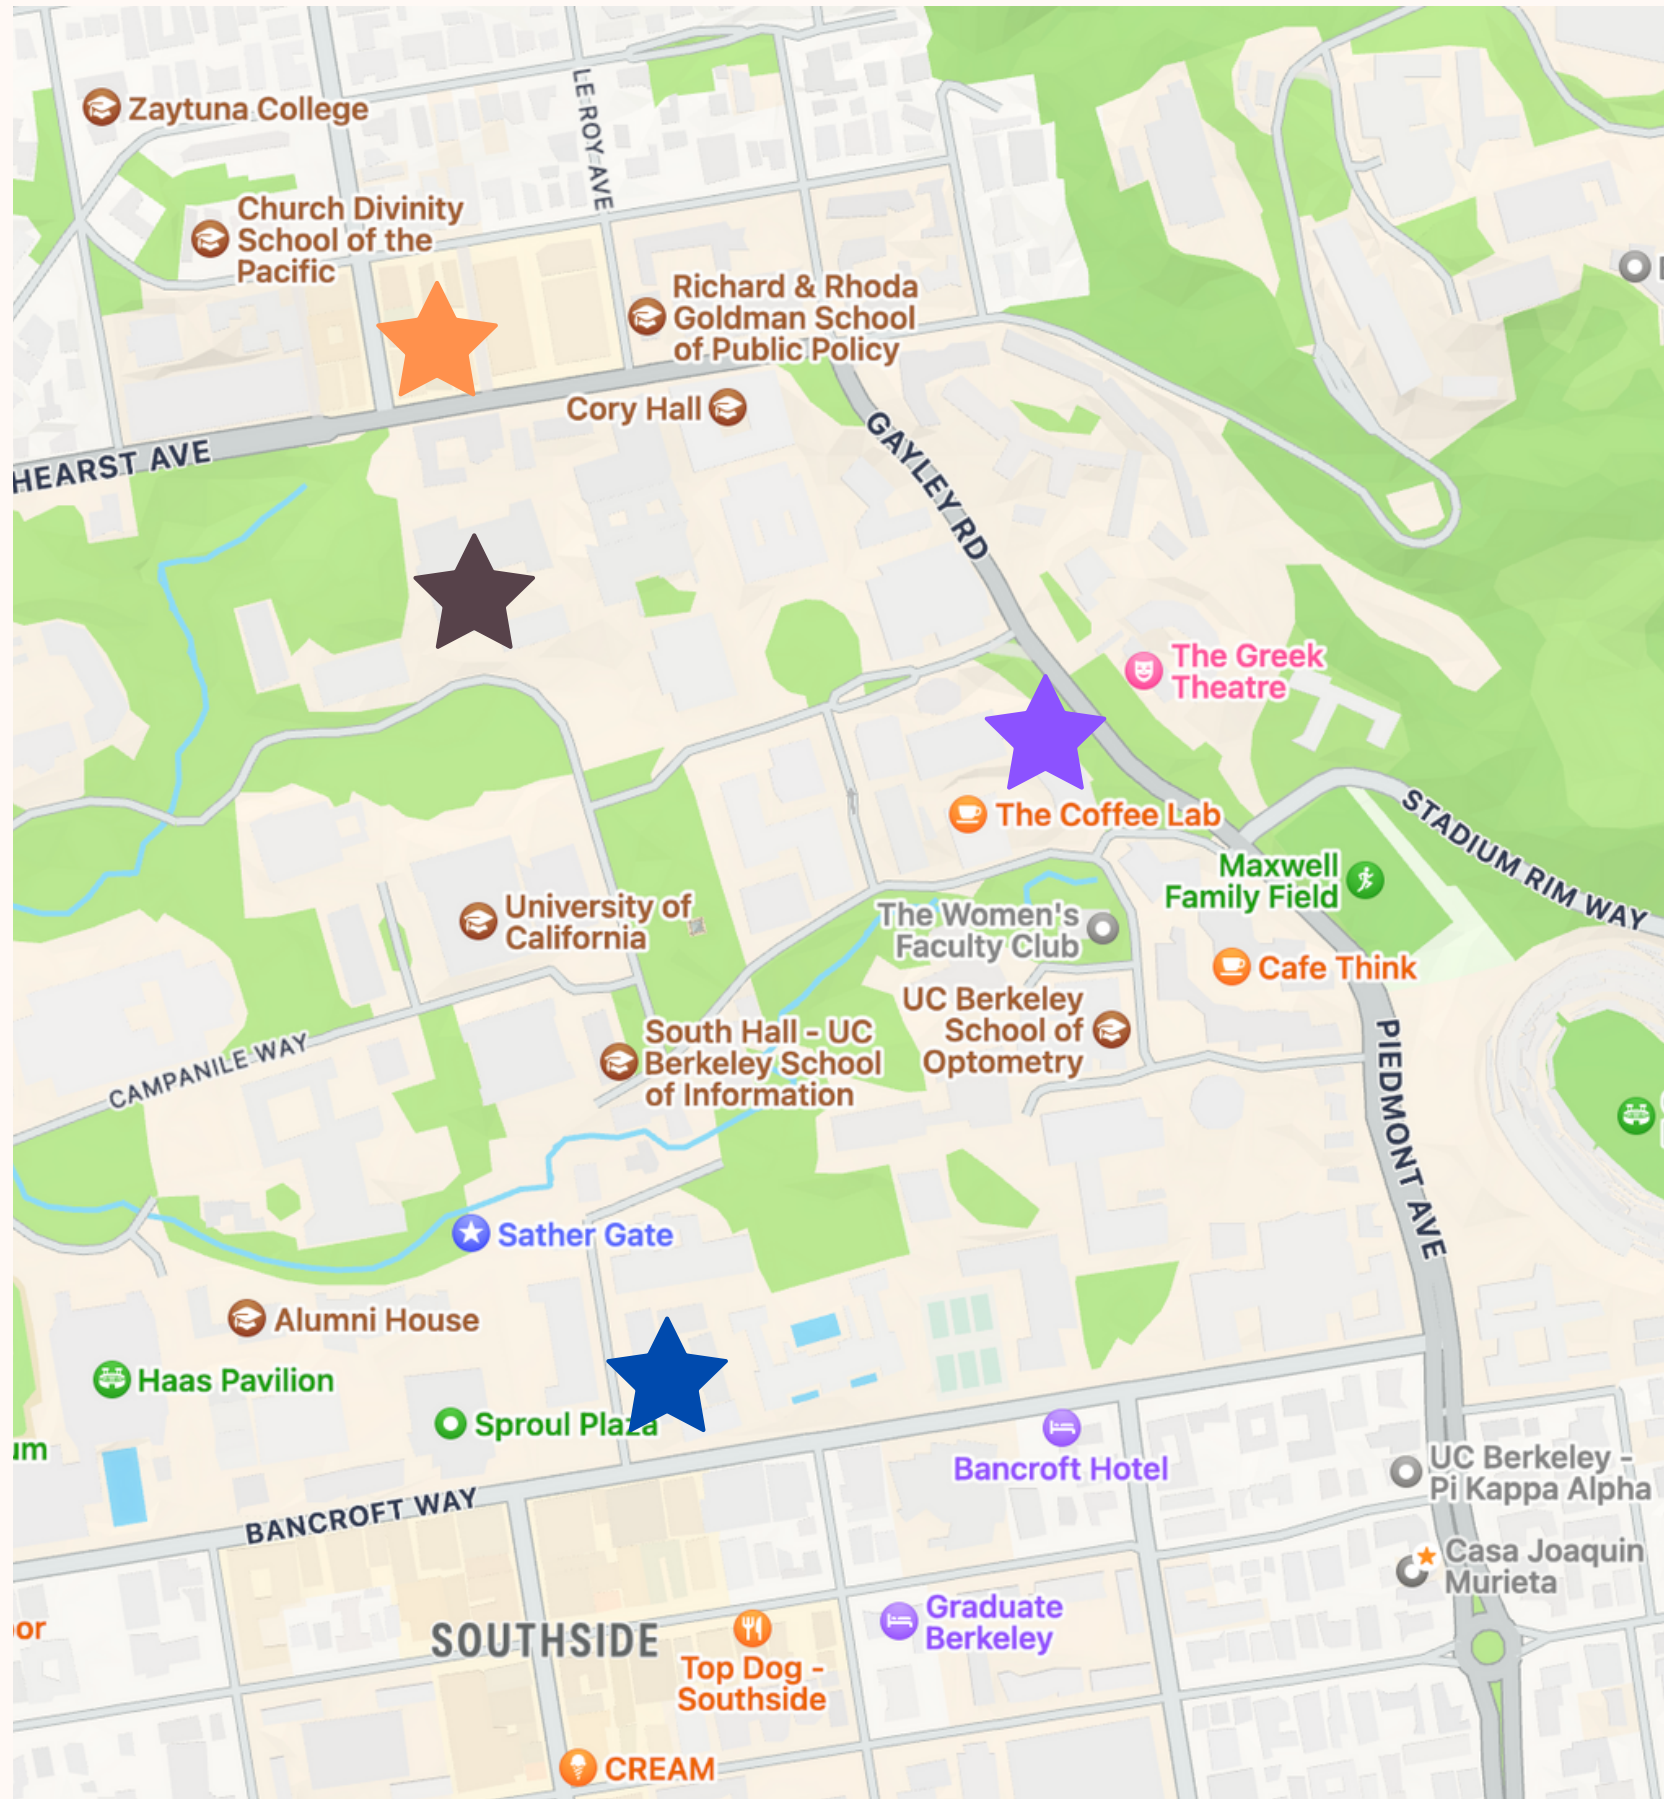 LE ROY AVE
Zaytuna College
Church Divinity
School of the
Pacific
Richard & Rhoda
Goldman School
of Public Policy
Cory Hall
HEARST AVE
GAYLEY RD
The Greek
Theatre
The Coffee Lab
STADIUM RIM WAY
Maxwell
Family Field
University of
California
The Women's
Faculty Club
Cafe Think
UC Berkeley
School of
Optometry
South Hall - UC
Berkeley School
of Information
CAMPANILE WAY
PIEDMONT AVE
Sather Gate
Alumni House
Haas Pavilion
Sproul Plaza
um
Bancroft Hotel
UC Berkeley -
Pi Kappa Alpha
BANCROFT WAY
Casa Joaquin
Murieta
Graduate
Berkeley
oor
SOUTHSIDE
Top Dog -
Southside
CREAM